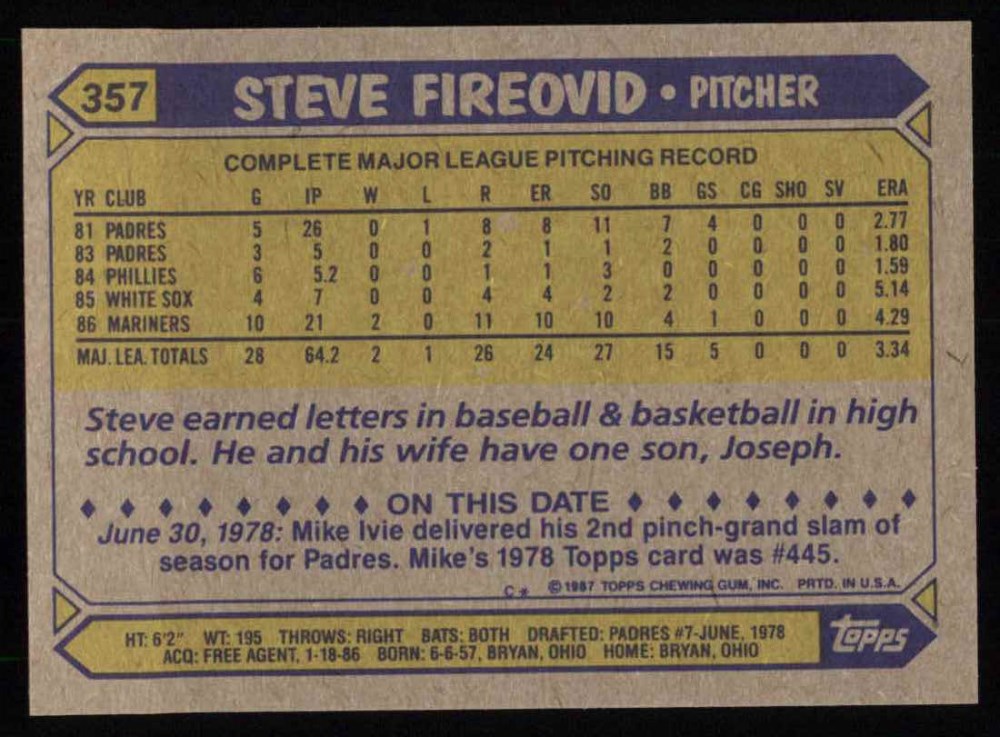 357 STEVE FIREOVID • PITCHER
COMPLETE MAJOR LEAGUE PITCHING RECORD
YR CLUB G IP W L R ER SO BB GS CG SHO SV ERA
81 PADRES 5 26 0 1 8 8 11 7 4 0 0 0 2.77
83 PADRES 3 5 0 0 2 1 1 2 0 0 0 0 1.80
84 PHILLIES 6 5.2 0 0 1 1 3 0 0 0 0 0 1.59
85 WHITE SOX 4 7 0 0 4 4 2 2 0 0 0 0 5.14
86 MARINERS 10 21 2 0 11 10 10 4 1 0 0 0 4.29
MAJ. LEA. TOTALS 28 64.2 2 1 26 24 27 15 5 0 0 0 3.34
Steve earned letters in baseball & basketball in high
school. He and his wife have one son, Joseph.
♦ ♦ ♦ ♦ ♦ ♦ ♦ ♦ ON THIS DATE ♦ ♦ ♦ ♦ ♦ ♦ ♦ ♦
June 30, 1978: Mike Ivie delivered his 2nd pinch-grand slam of
season for Padres. Mike's 1978 Topps card was #445.
C* © 1987 TOPPS CHEWING GUM, INC. PRTD. IN U.S.A.
HT: 6'2" WT: 195 THROWS: RIGHT BATS: BOTH DRAFTED: PADRES #7-JUNE, 1978
ACQ: FREE AGENT, 1-18-86 BORN: 6-6-57, BRYAN, OHIO HOME: BRYAN, OHIO
topps